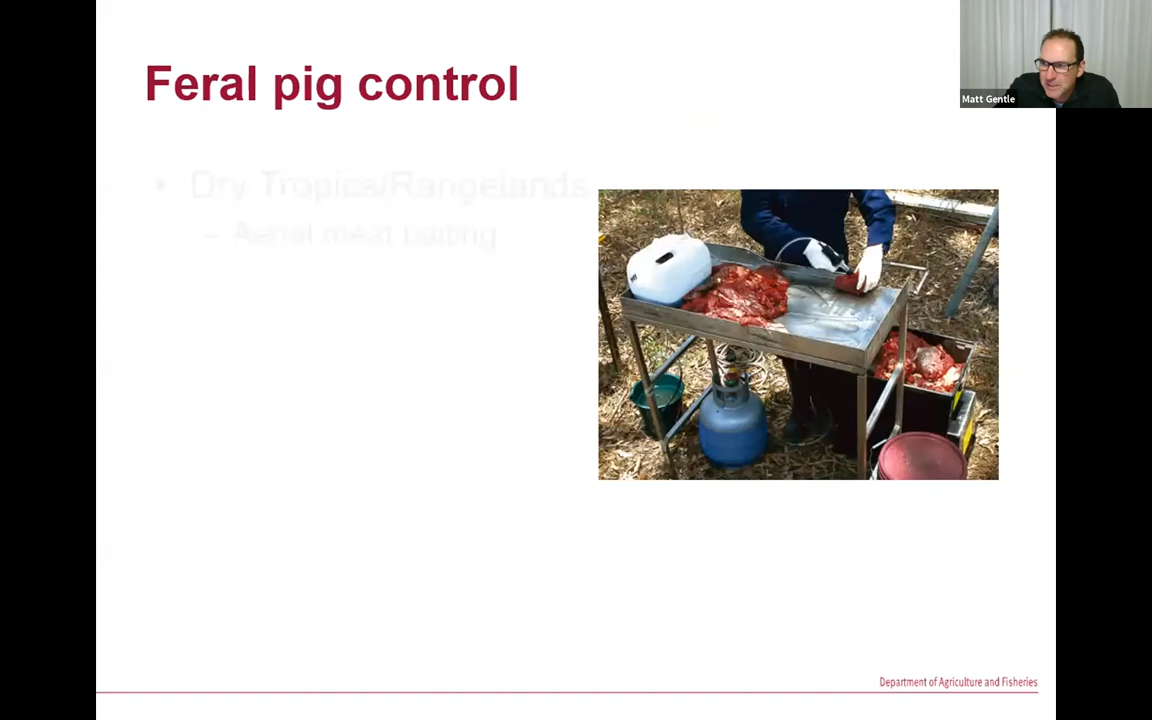 Feral pig control
Matt Gentle
• Dry Tropics/Rangelands
– Aerial meat baiting
Department of Agriculture and Fisheries